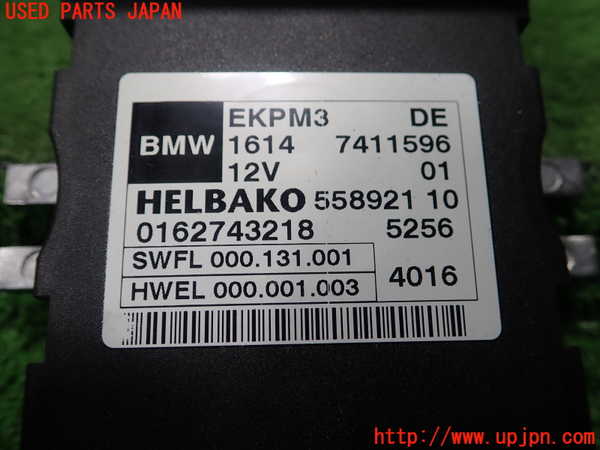 USED PARTS JAPAN
EKPM3 DE
BMW 1614 7411596
12V 01
HELBAKO 558921 10
0162743218 5256
SWFL 000.131.001
HWEL 000.001.003 4016
http://www.upjpn.com/